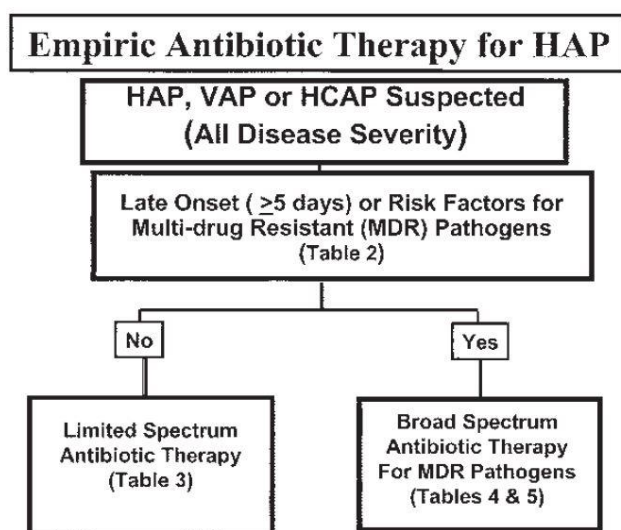 Empiric Antibiotic Therapy for HAP
HAP, VAP or HCAP Suspected
(All Disease Severity)
Late Onset ( ≥5 days) or Risk Factors for
Multi-drug Resistant (MDR) Pathogens
(Table 2)
No
Yes
Limited Spectrum
Antibiotic Therapy
(Table 3)
Broad Spectrum
Antibiotic Therapy
For MDR Pathogens
(Tables 4 & 5)